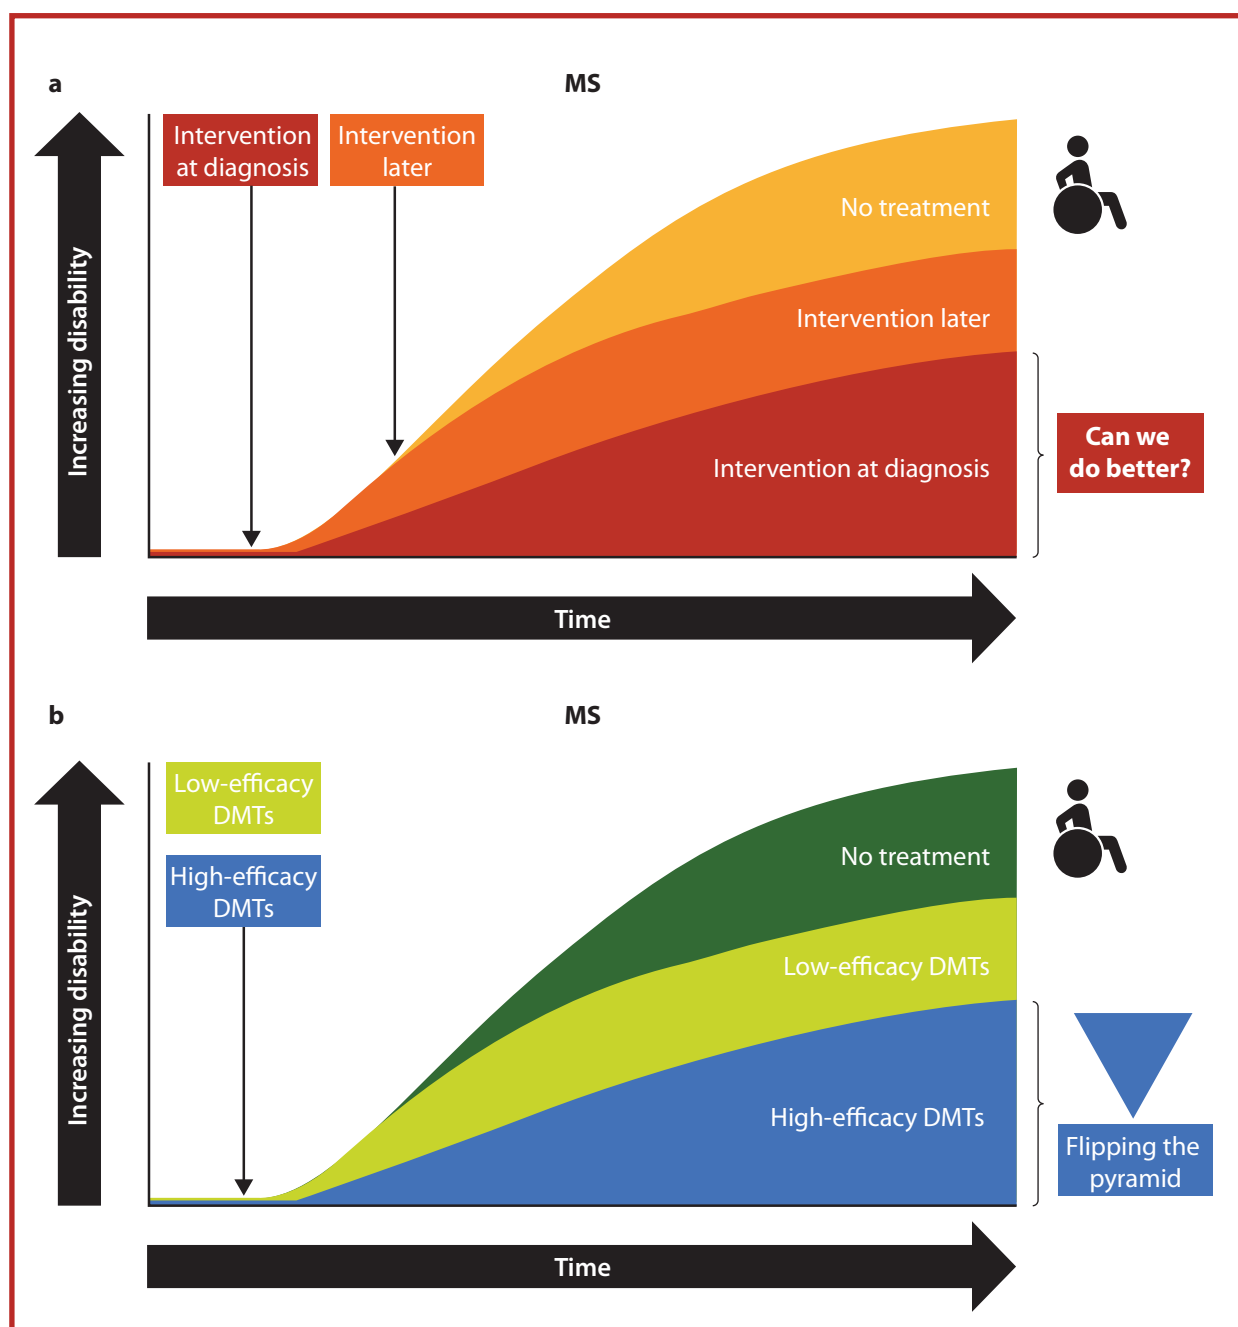 a
MS
Intervention
at diagnosis
Intervention
later
Increasing disability
No treatment
Intervention later
Intervention at diagnosis
Can we
do better?
Time
b
MS
Low-efficacy
DMTs
High-efficacy
DMTs
Increasing disability
No treatment
Low-efficacy DMTs
High-efficacy DMTs
Flipping the
pyramid
Time